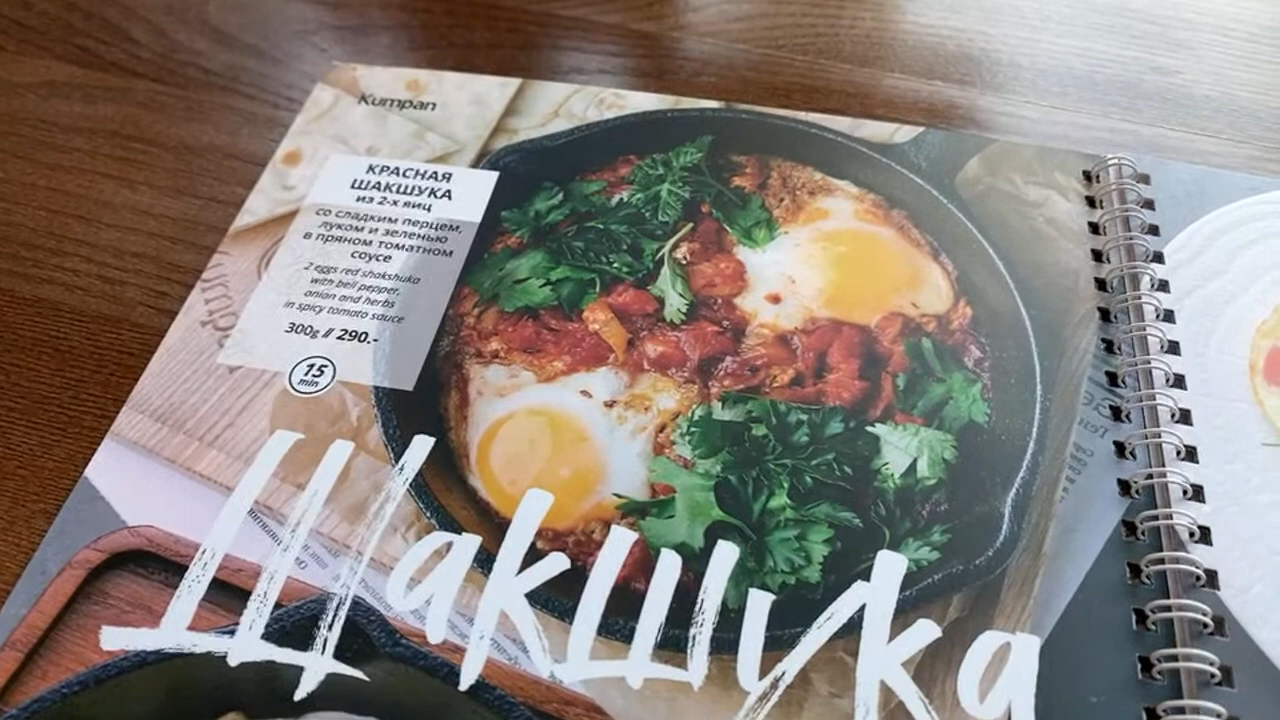 Kumpan
КРАСНАЯ
ШАКШУКА
из 2-х яиц
со сладким перцем,
луком и зеленью
в пряном томатном
соусе
2 eggs red shakshuka
with bell pepper,
onion and herbs
in spicy tomato sauce
300g // 290.-
15
min
Шакшука